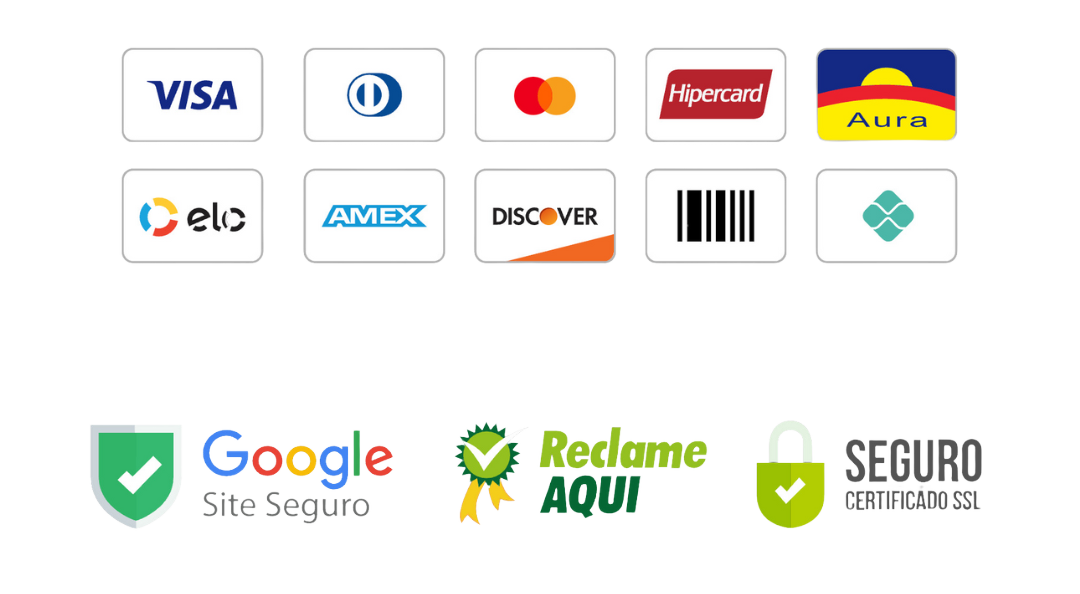 VISA
Hipercard
Aura
elo
AMEX
DISCOVER
Google
Site Seguro
Reclame
AQUI
SEGURO
CERTIFICADO SSL